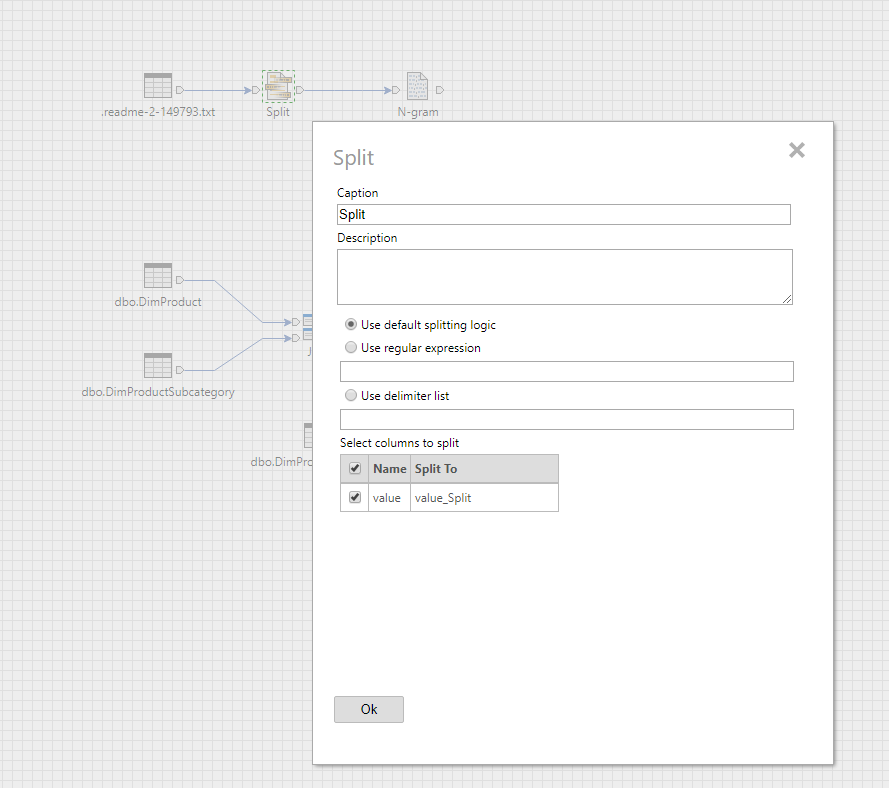 .readme-2-149793.txt
Split
N-gram
dbo.DimProduct
dbo.DimProductSubcategory
J
dbo.DimPro
Split
Caption
Split
Description
Use default splitting logic
Use regular expression
Use delimiter list
Select columns to split
Name Split To
value value_Split
Ok